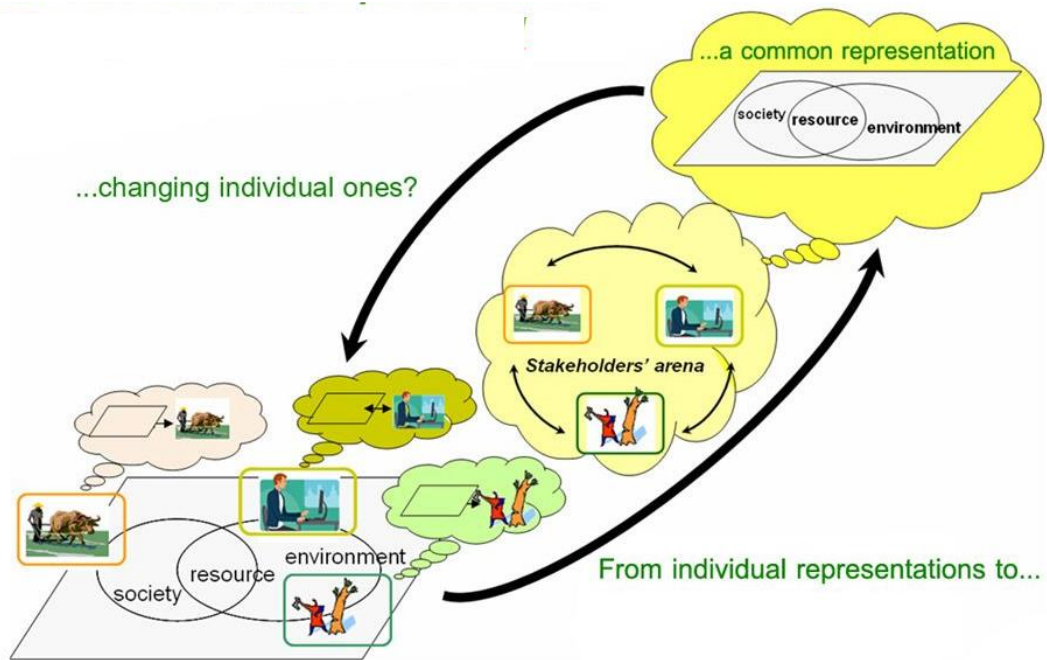 ...a common representation
society
resource
environment
...changing individual ones?
Stakeholders' arena
environment
resource
society
From individual representations to...